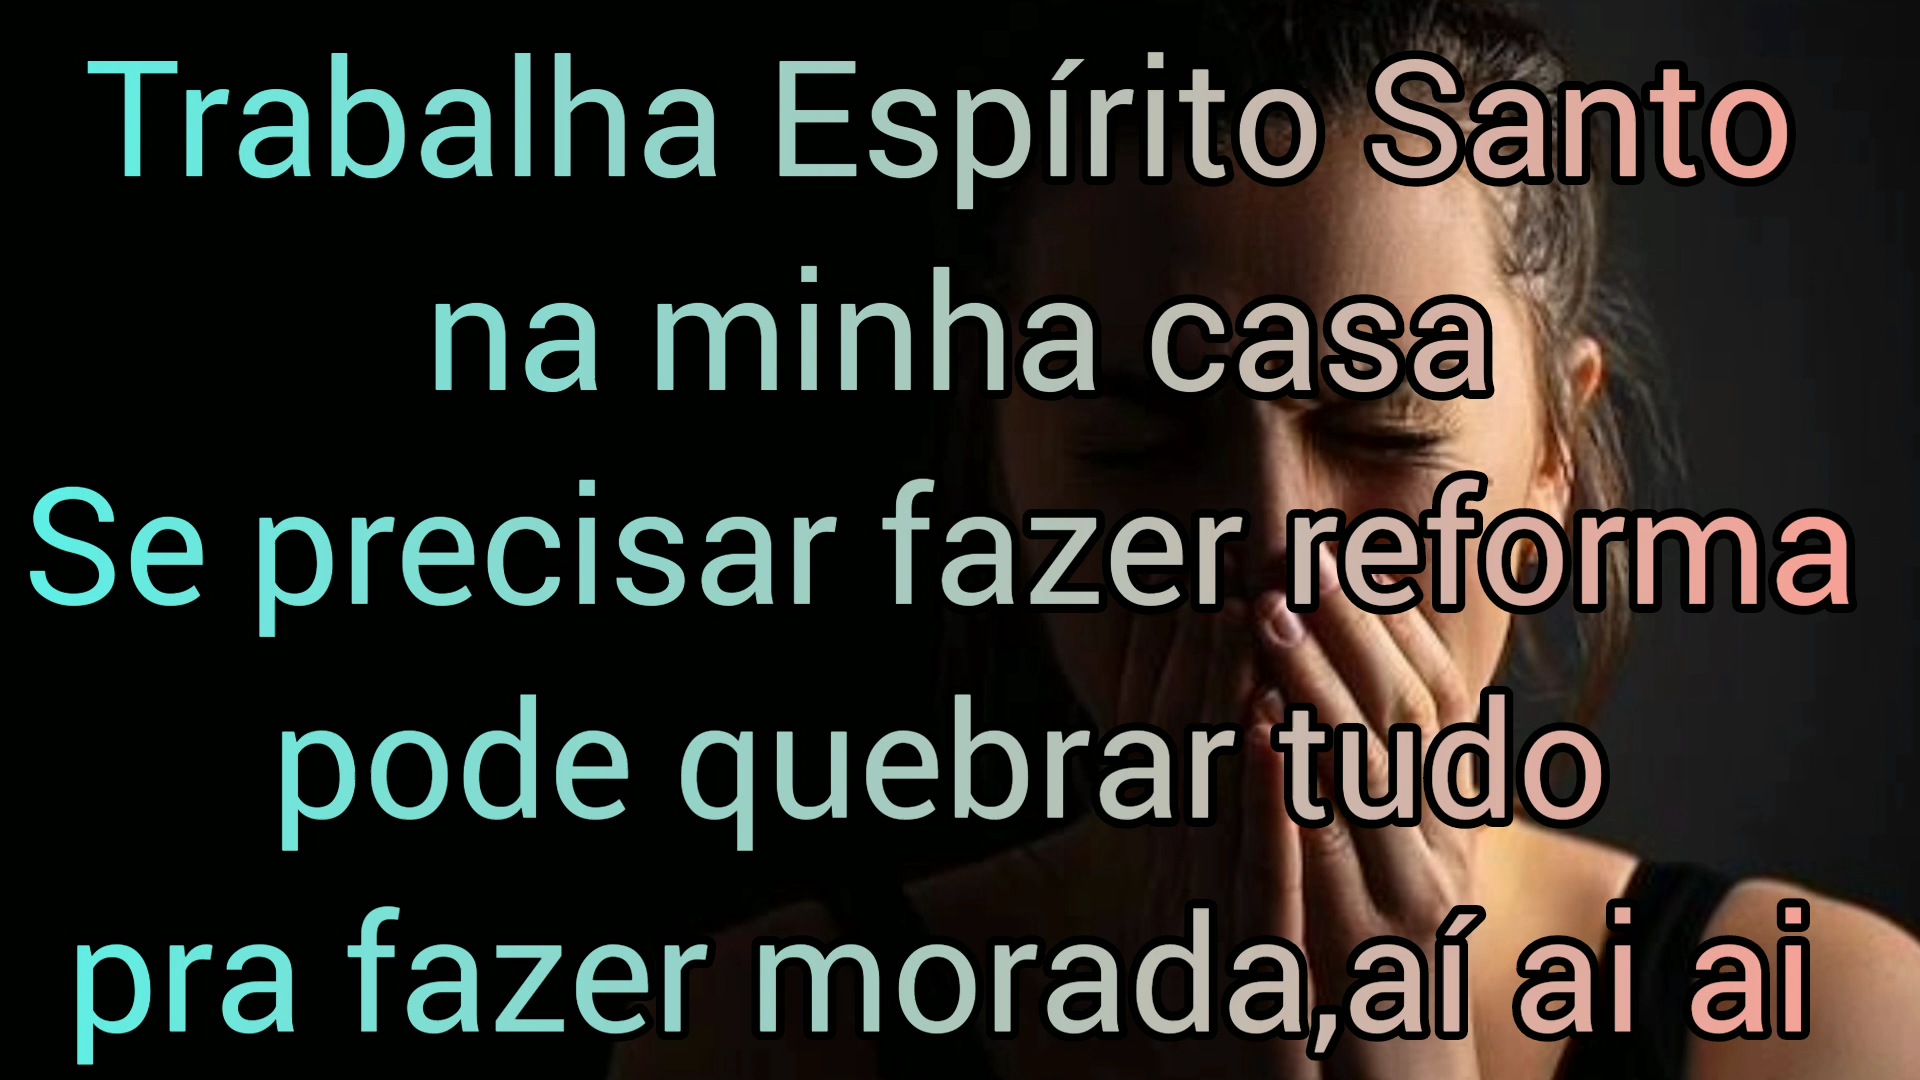 Trabalha Espírito Santo
na minha casa
Se precisar fazer reforma
pode quebrar tudo
pra fazer morada,aí ai ai